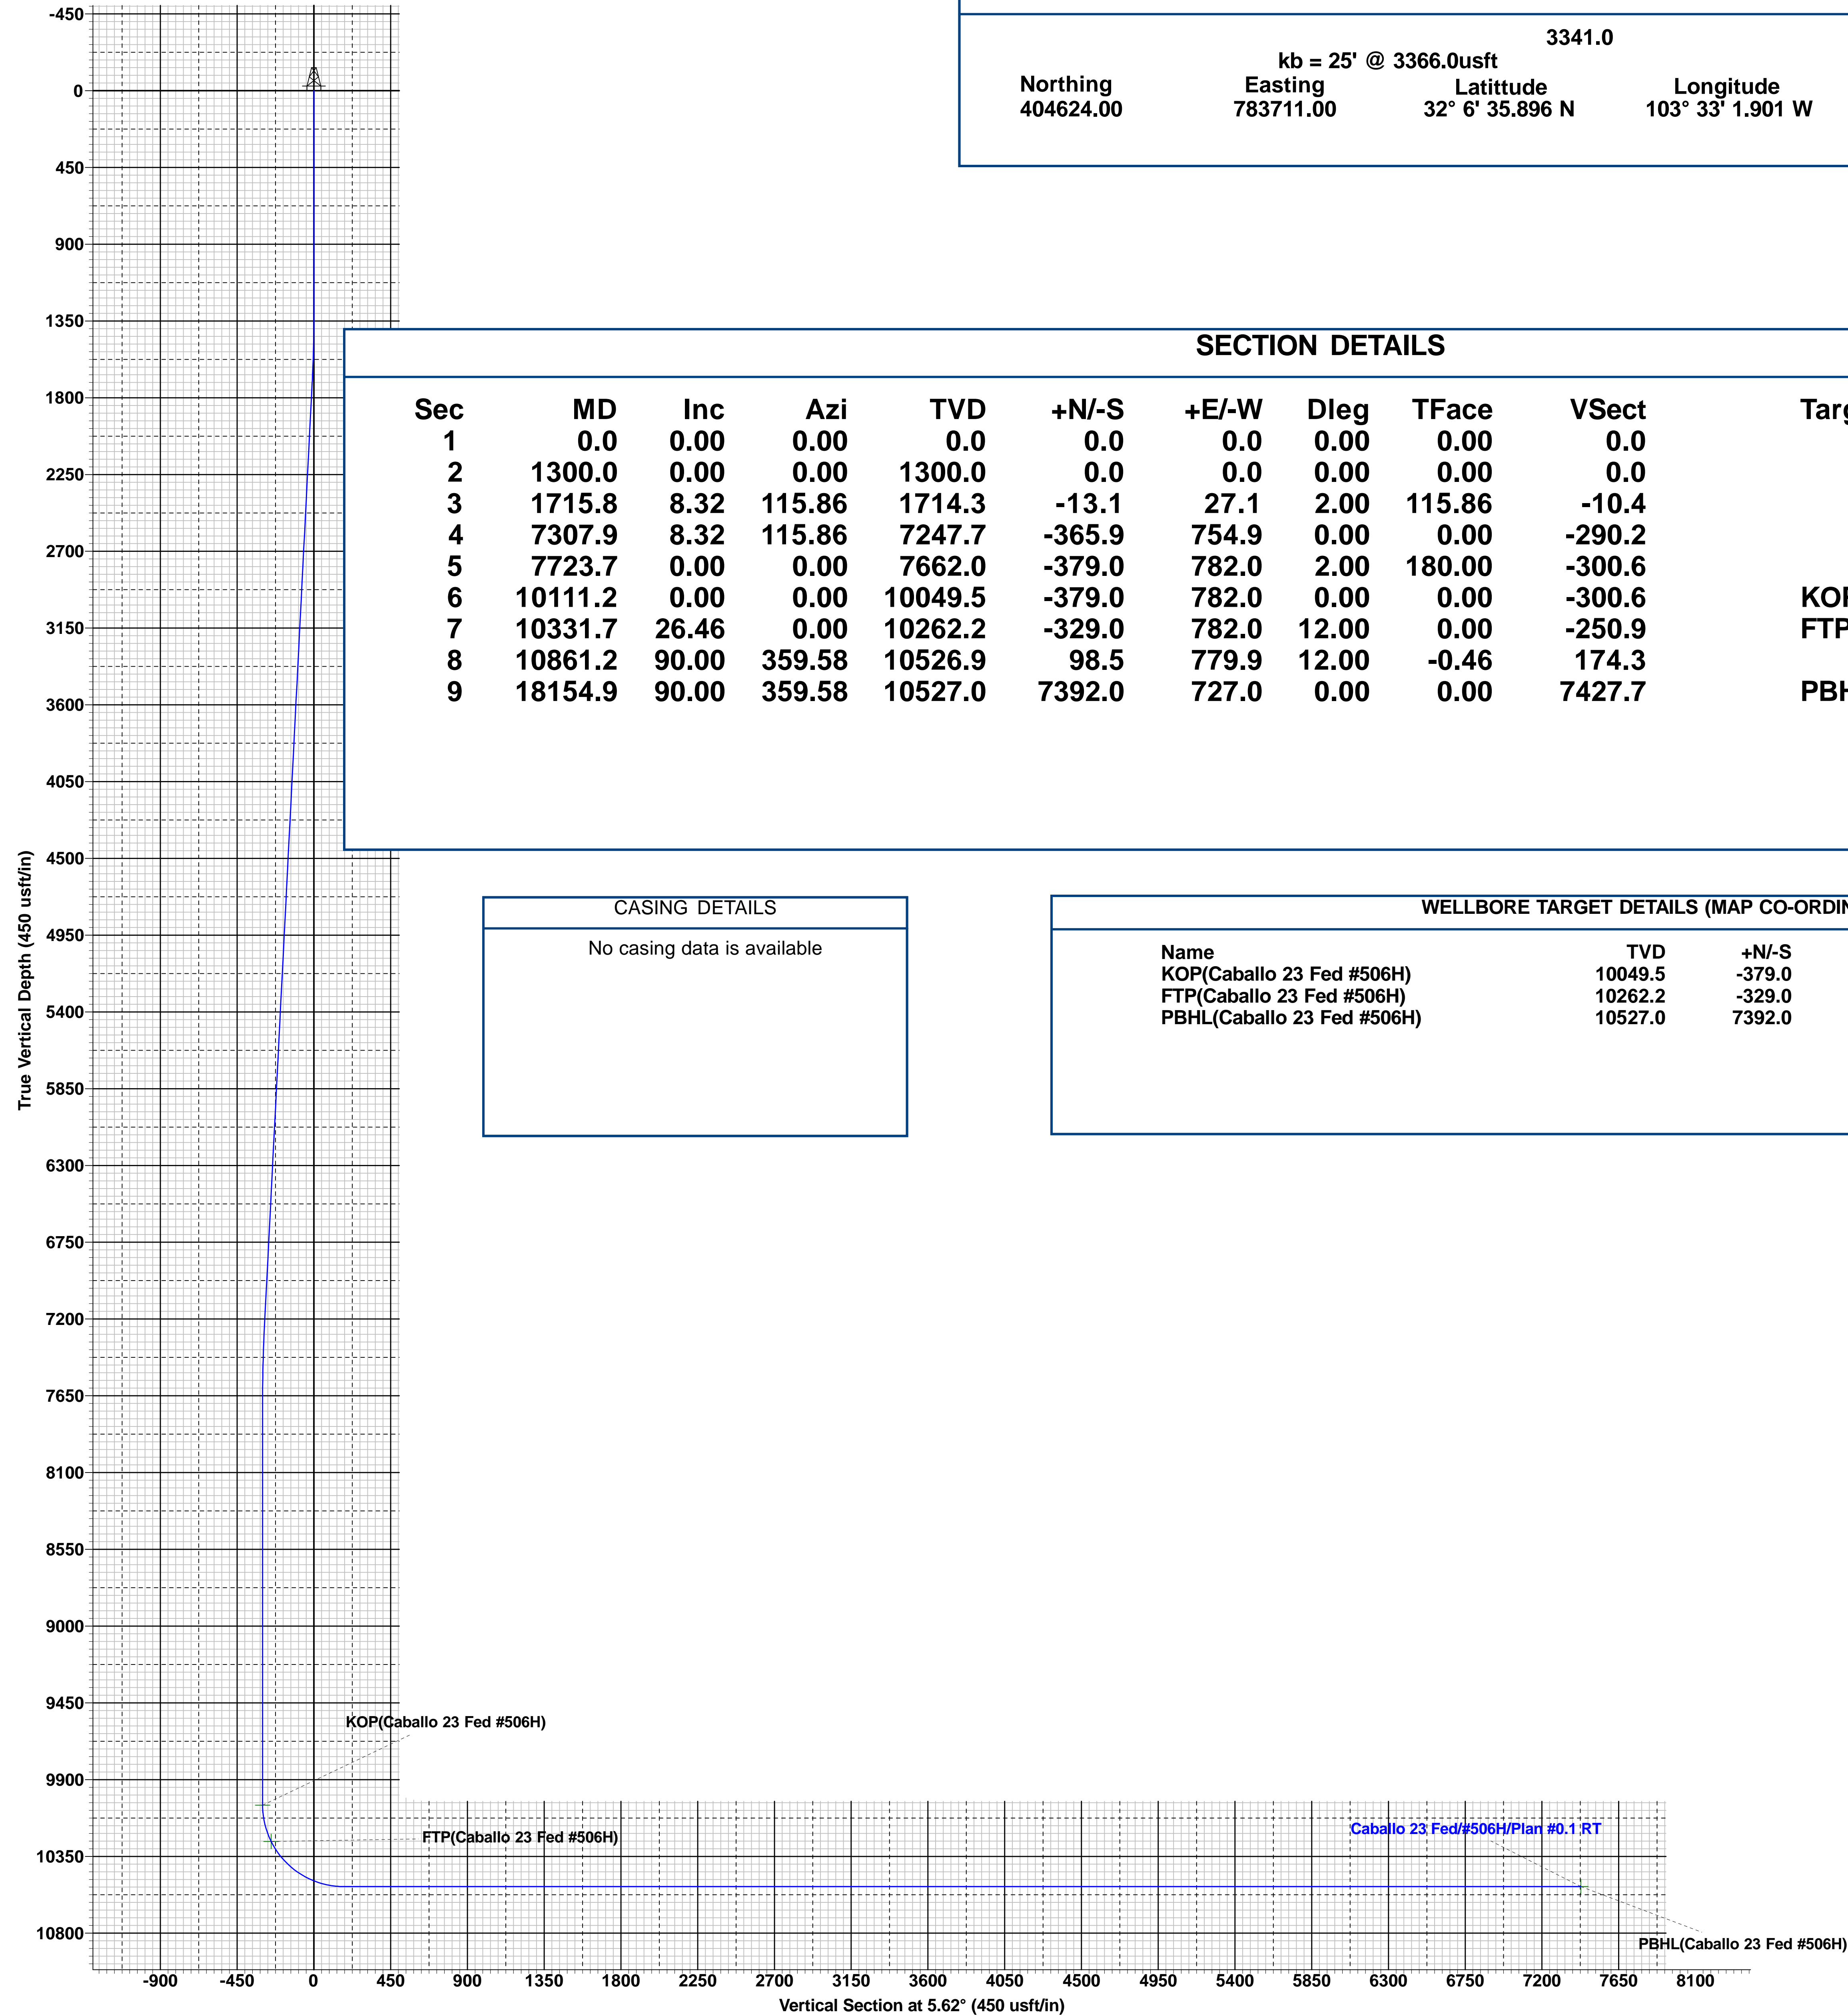 3341.0
kb = 25' @ 3366.0usft
Northing Easting Latittude Longitude
404624.00 783711.00 32° 6' 35.896 N 103° 33' 1.901 W
SECTION DETAILS
Sec MD Inc Azi TVD +N/-S +E/-W Dleg TFace VSect Targ
1 0.0 0.00 0.00 0.0 0.0 0.0 0.00 0.00 0.0
2 1300.0 0.00 0.00 1300.0 0.0 0.0 0.00 0.00 0.0
3 1715.8 8.32 115.86 1714.3 -13.1 27.1 2.00 115.86 -10.4
4 7307.9 8.32 115.86 7247.7 -365.9 754.9 0.00 0.00 -290.2
5 7723.7 0.00 0.00 7662.0 -379.0 782.0 2.00 180.00 -300.6
6 10111.2 0.00 0.00 10049.5 -379.0 782.0 0.00 0.00 -300.6 KOP
7 10331.7 26.46 0.00 10262.2 -329.0 782.0 12.00 0.00 -250.9 FTP
8 10861.2 90.00 359.58 10526.9 98.5 779.9 12.00 -0.46 174.3
9 18154.9 90.00 359.58 10527.0 7392.0 727.0 0.00 0.00 7427.7 PBH
CASING DETAILS
No casing data is available
WELLBORE TARGET DETAILS (MAP CO-ORDIN
Name TVD +N/-S
KOP(Caballo 23 Fed #506H) 10049.5 -379.0
FTP(Caballo 23 Fed #506H) 10262.2 -329.0
PBHL(Caballo 23 Fed #506H) 10527.0 7392.0
True Vertical Depth (450 usft/in)
-450
0
450
900
1350
1800
2250
2700
3150
3600
4050
4500
4950
5400
5850
6300
6750
7200
7650
8100
8550
9000
9450
9900
10350
10800
KOP(Caballo 23 Fed #506H)
FTP(Caballo 23 Fed #506H)
Caballo 23 Fed/#506H/Plan #0.1 RT
PBHL(Caballo 23 Fed #506H)
-900 -450 0 450 900 1350 1800 2250 2700 3150 3600 4050 4500 4950 5400 5850 6300 6750 7200 7650 8100
Vertical Section at 5.62° (450 usft/in)